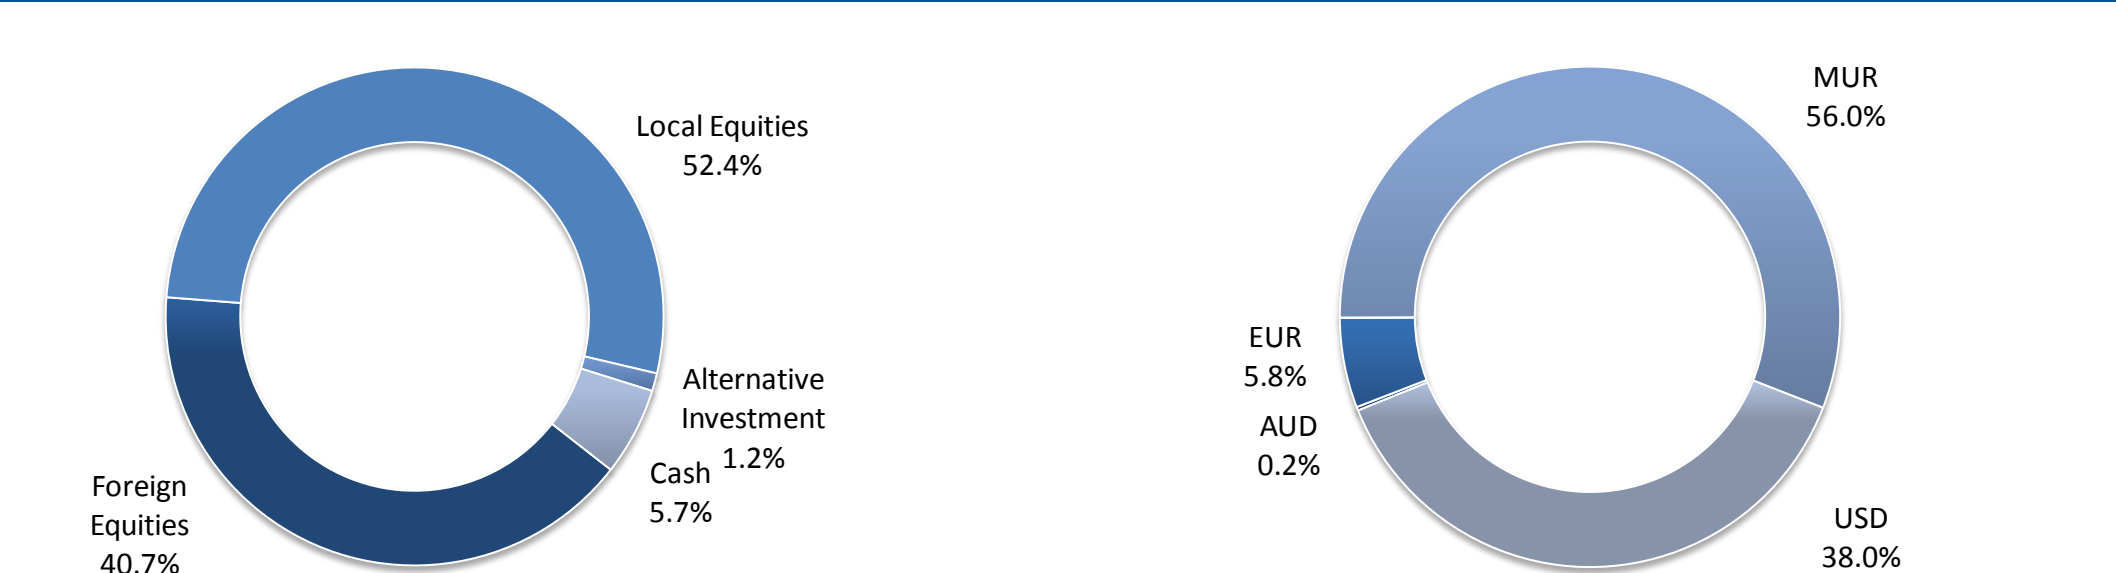 Local Equities
52.4%
Alternative
Investment
1.2%
Cash
5.7%
Foreign
Equities
40.7%
MUR
56.0%
EUR
5.8%
AUD
0.2%
USD
38.0%